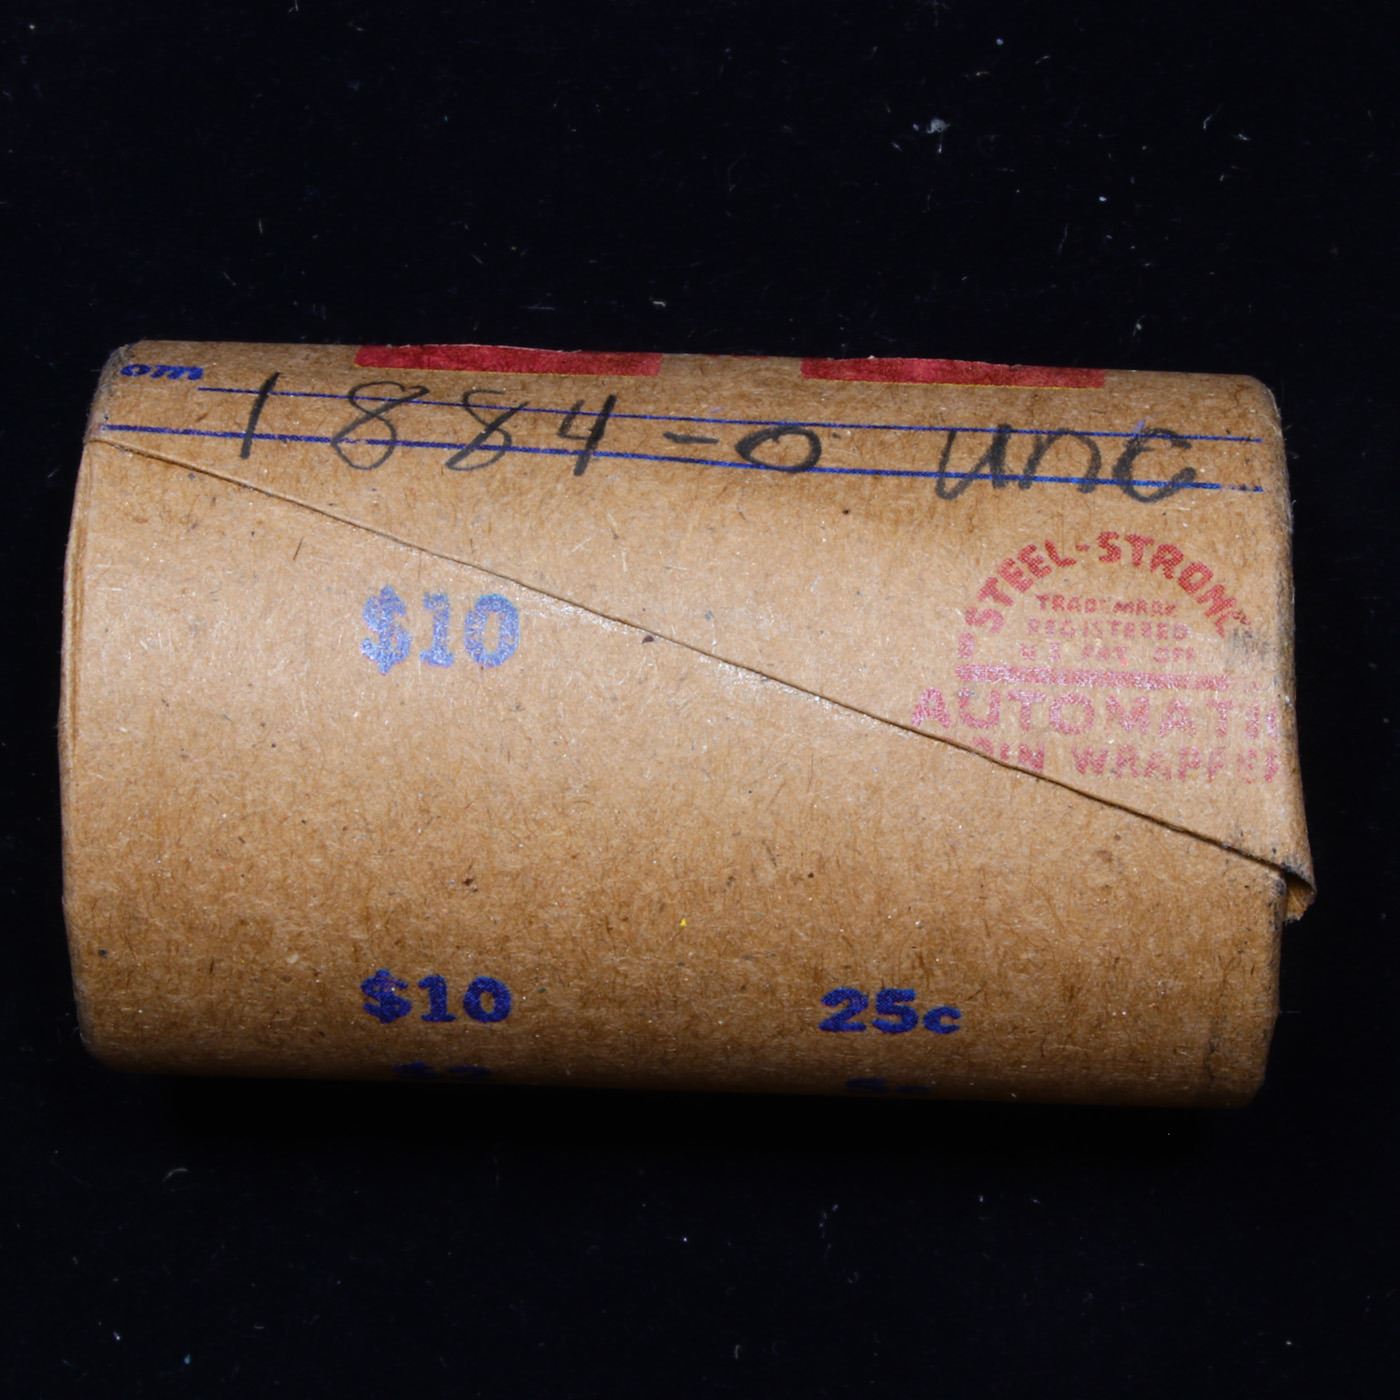 om
1884-O UNC
$10
STEEL-STRONG
TRADEMARK
REGISTERED
U.S. PAT. OFF.
AUTOMATIC
COIN WRAPPER
$10 25c